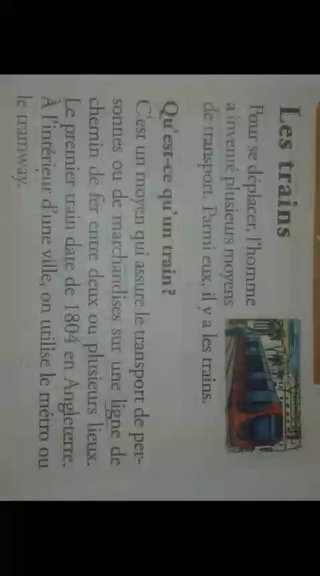 Les trains
Pour se déplacer, l'homme
a inventé plusieurs moyens
de transport. Parmi eux, il y a les trains.
Qu'est-ce qu'un train?
C'est un moyen qui assure le transport de per-
sonnes ou de marchandises sur une ligne de
chemin de fer entre deux ou plusieurs lieux.
Le premier train date de 1804 en Angleterre.
À l'intérieur d'une ville, on utilise le métro ou
le tramway.